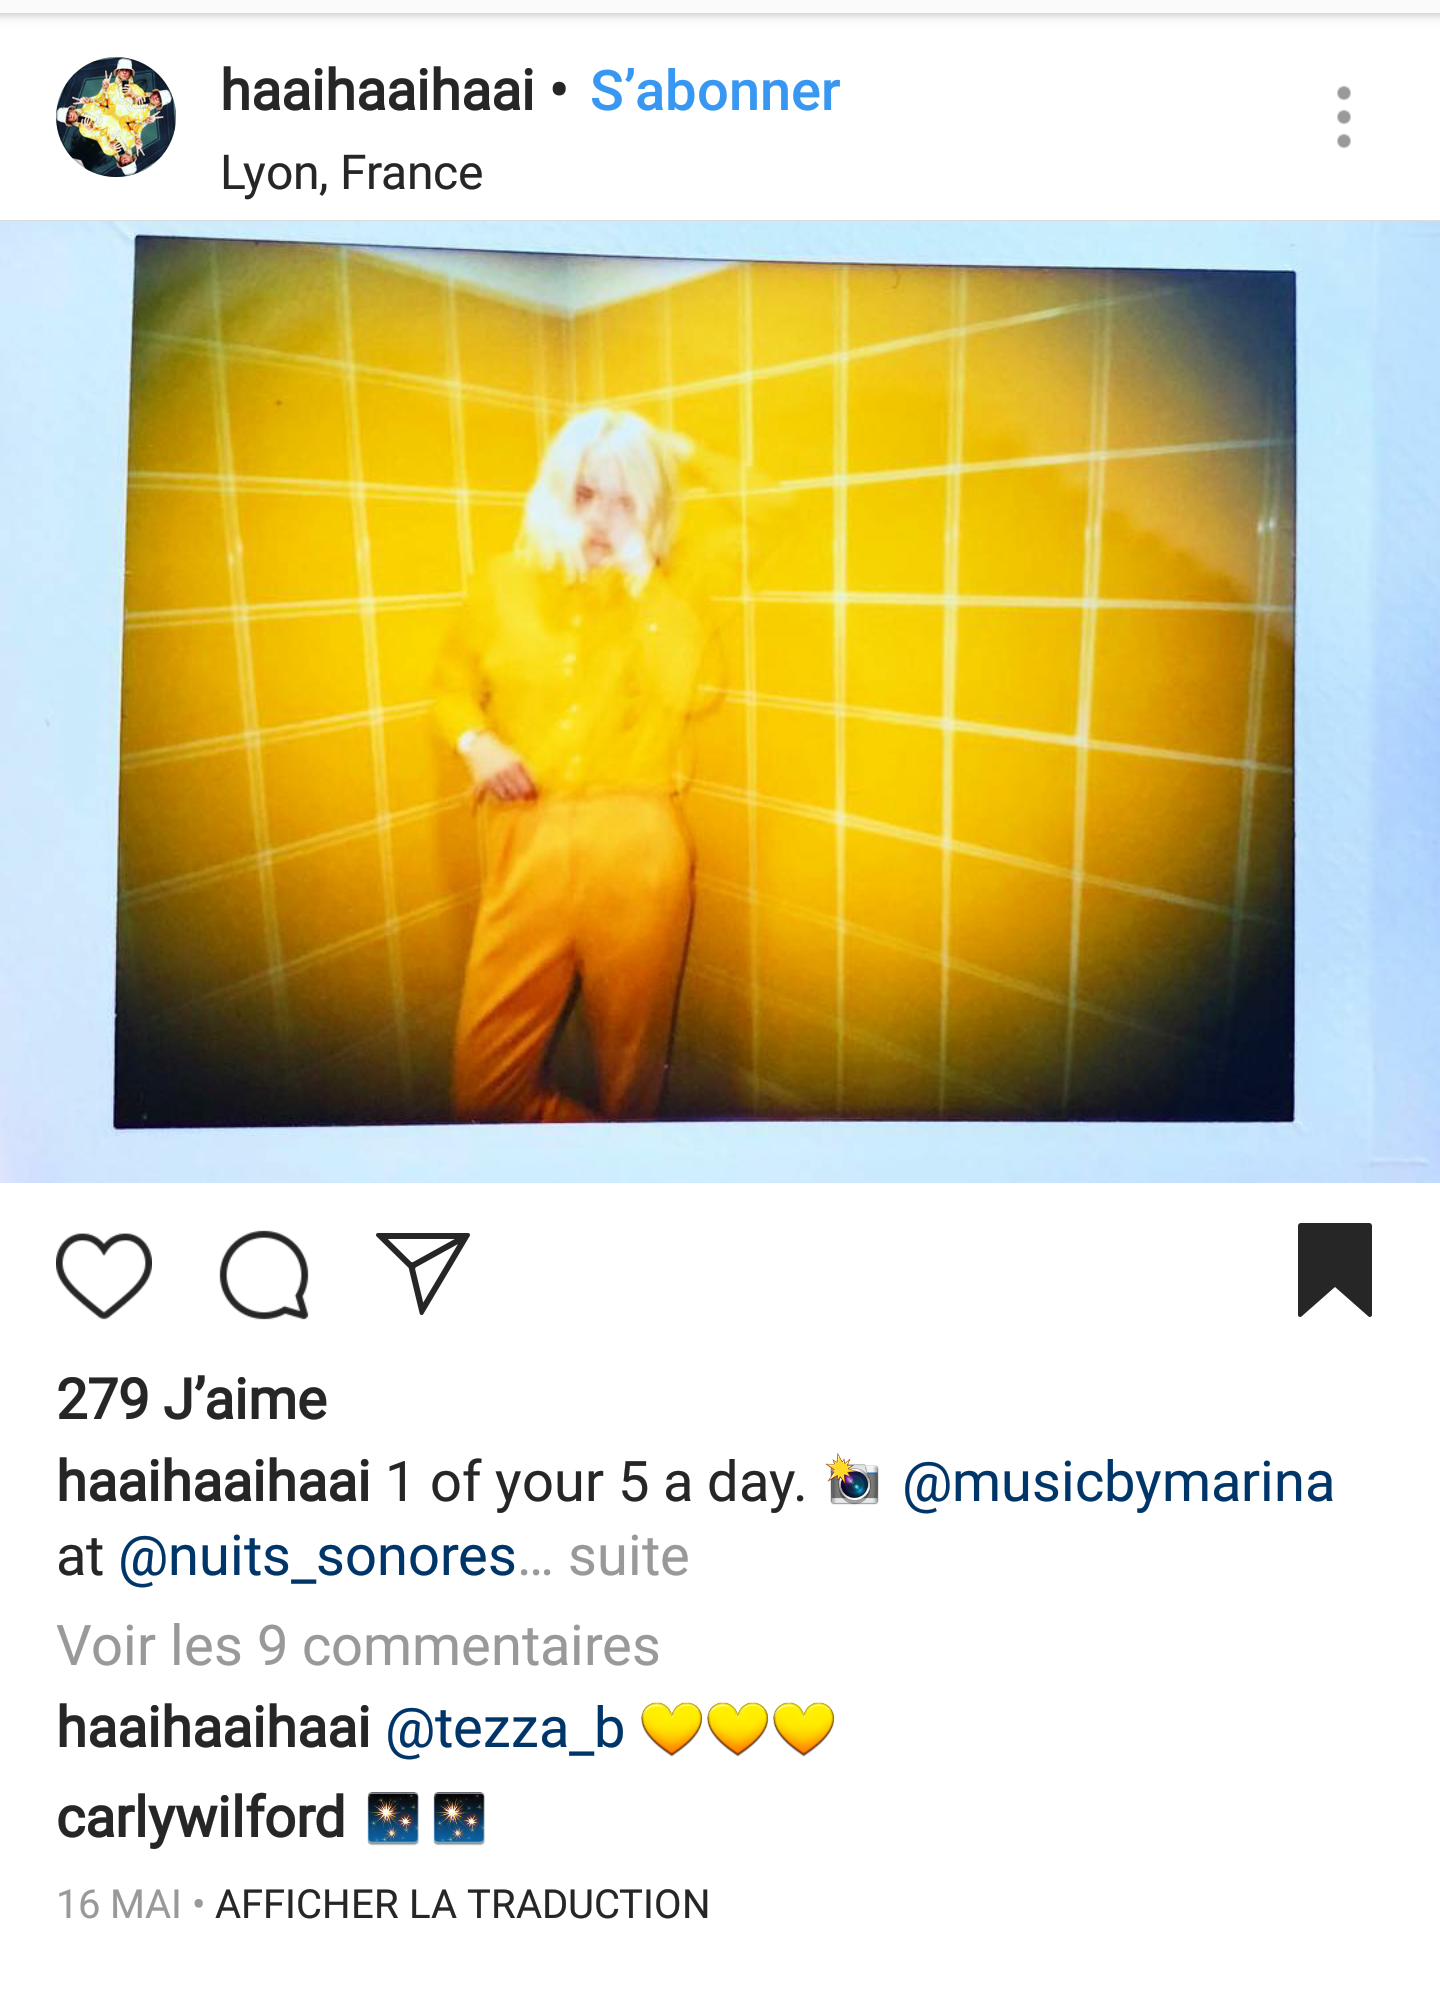 haaihaaihaai • S’abonner
Lyon, France
279 J’aime
haaihaaihaai 1 of your 5 a day. 📸 @musicbymarina
at @nuits_sonores… suite
Voir les 9 commentaires
haaihaaihaai @tezza_b 💛💛💛
carlywilford 🎇🎇
16 MAI • AFFICHER LA TRADUCTION